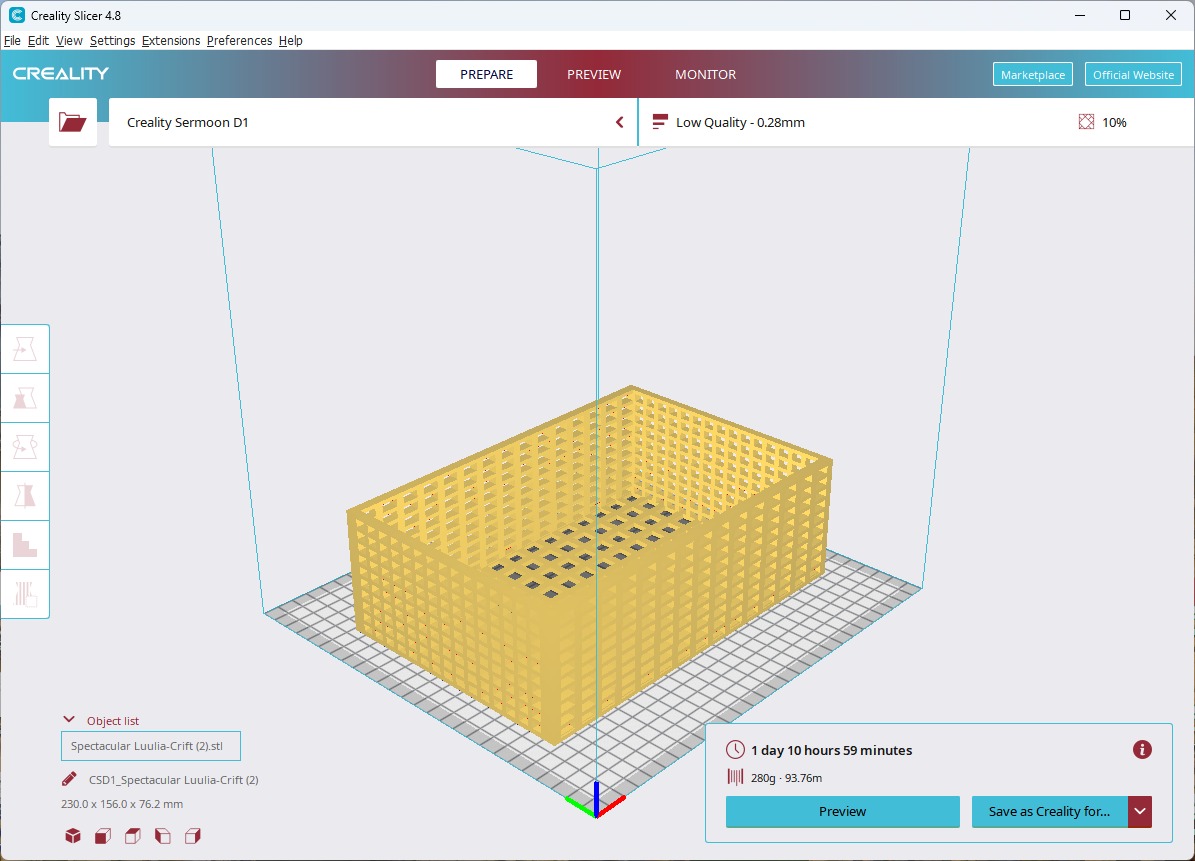 Creality Slicer 4.8
File Edit View Settings Extensions Preferences Help
CREALITY
PREPARE
PREVIEW
MONITOR
Marketplace
Official Website
Creality Sermoon D1
Low Quality - 0.28mm
10%
Object list
Spectacular Luulia-Crift (2).stl
CSD1_Spectacular Luulia-Crift (2)
230.0 x 156.0 x 76.2 mm
1 day 10 hours 59 minutes
280g · 93.76m
Preview
Save as Creality for...